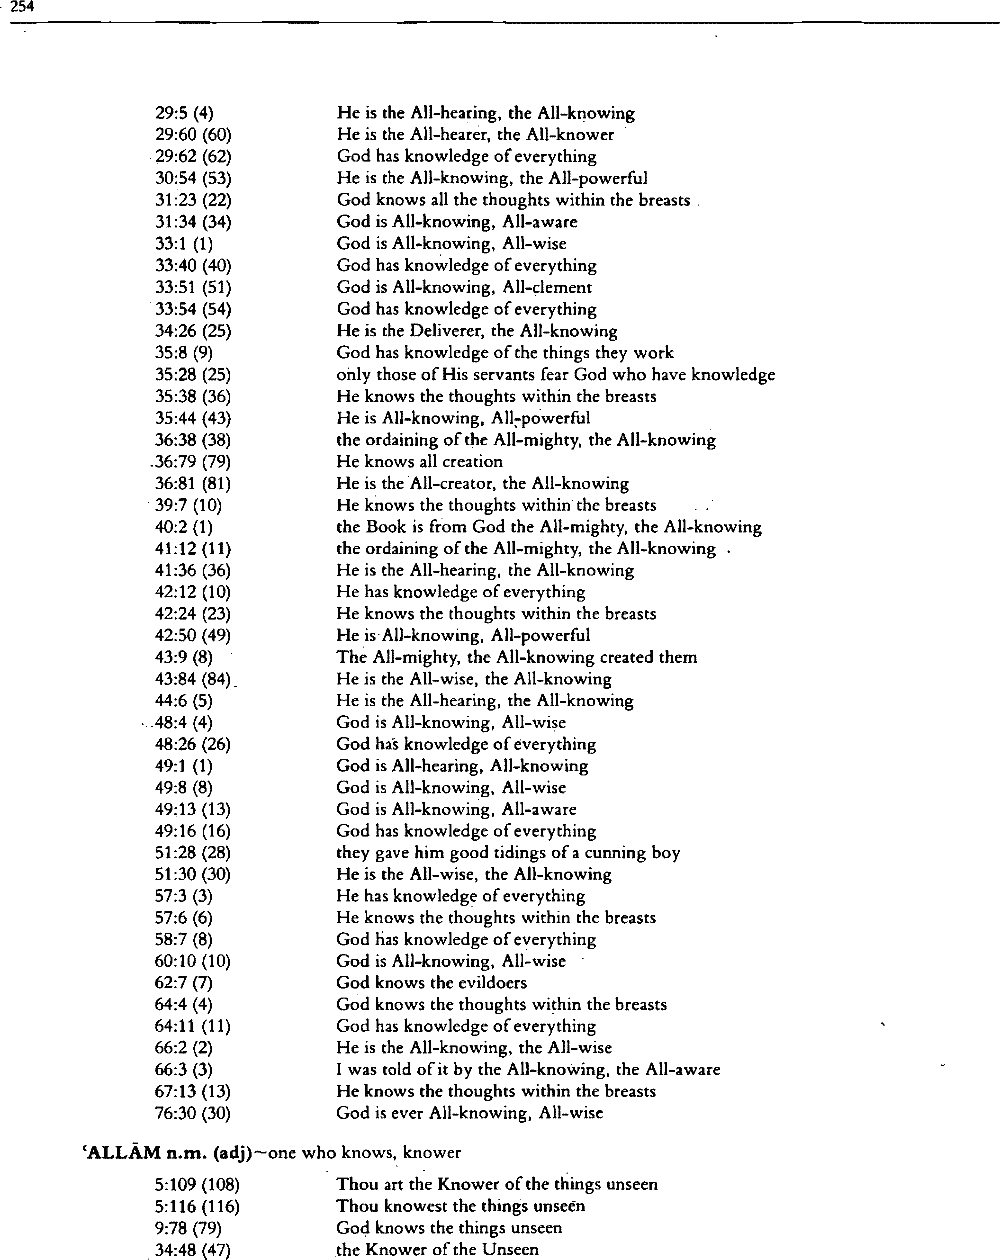 254
29:5 (4) He is the All-hearing, the All-knowing
29:60 (60) He is the All-hearer, the All-knower
29:62 (62) God has knowledge of everything
30:54 (53) He is the All-knowing, the All-powerful
31:23 (22) God knows all the thoughts within the breasts
31:34 (34) God is All-knowing, All-aware
33:1 (1) God is All-knowing, All-wise
33:40 (40) God has knowledge of everything
33:51 (51) God is All-knowing, All-clement
33:54 (54) God has knowledge of everything
34:26 (25) He is the Deliverer, the All-knowing
35:8 (9) God has knowledge of the things they work
35:28 (25) only those of His servants fear God who have knowledge
35:38 (36) He knows the thoughts within the breasts
35:44 (43) He is All-knowing, All-powerful
36:38 (38) the ordaining of the All-mighty, the All-knowing
36:79 (79) He knows all creation
36:81 (81) He is the All-creator, the All-knowing
39:7 (10) He knows the thoughts within the breasts
40:2 (1) the Book is from God the All-mighty, the All-knowing
41:12 (11) the ordaining of the All-mighty, the All-knowing
41:36 (36) He is the All-hearing, the All-knowing
42:12 (10) He has knowledge of everything
42:24 (23) He knows the thoughts within the breasts
42:50 (49) He is All-knowing, All-powerful
43:9 (8) The All-mighty, the All-knowing created them
43:84 (84) He is the All-wise, the All-knowing
44:6 (5) He is the All-hearing, the All-knowing
48:4 (4) God is All-knowing, All-wise
48:26 (26) God has knowledge of everything
49:1 (1) God is All-hearing, All-knowing
49:8 (8) God is All-knowing, All-wise
49:13 (13) God is All-knowing, All-aware
49:16 (16) God has knowledge of everything
51:28 (28) they gave him good tidings of a cunning boy
51:30 (30) He is the All-wise, the All-knowing
57:3 (3) He has knowledge of everything
57:6 (6) He knows the thoughts within the breasts
58:7 (8) God has knowledge of everything
60:10 (10) God is All-knowing, All-wise
62:7 (7) God knows the evildoers
64:4 (4) God knows the thoughts within the breasts
64:11 (11) God has knowledge of everything
66:2 (2) He is the All-knowing, the All-wise
66:3 (3) I was told of it by the All-knowing, the All-aware
67:13 (13) He knows the thoughts within the breasts
76:30 (30) God is ever All-knowing, All-wise
ʿALLĀM n.m. (adj)~one who knows, knower
5:109 (108) Thou art the Knower of the things unseen
5:116 (116) Thou knowest the things unseen
9:78 (79) God knows the things unseen
34:48 (47) the Knower of the Unseen